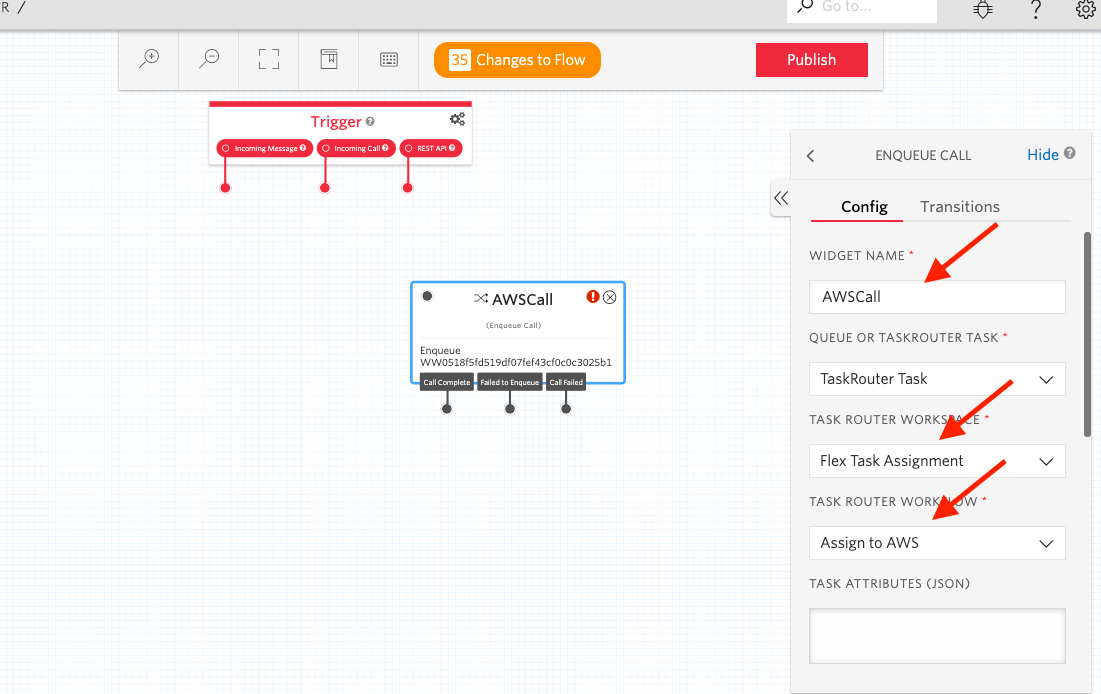 R /
Go to...
35 Changes to Flow
Publish
Trigger ?
Incoming Message ?
Incoming Call ?
REST API ?
ENQUEUE CALL
Hide ?
Config
Transitions
WIDGET NAME *
AWSCall
QUEUE OR TASKROUTER TASK *
TaskRouter Task
TASK ROUTER WORKSPACE *
Flex Task Assignment
TASK ROUTER WORKFLOW *
Assign to AWS
TASK ATTRIBUTES (JSON)
AWSCall
(Enqueue Call)
Enqueue
WW0518f5fd519df07fef43cf0c0c3025b1
Call Complete
Failed to Enqueue
Call Failed